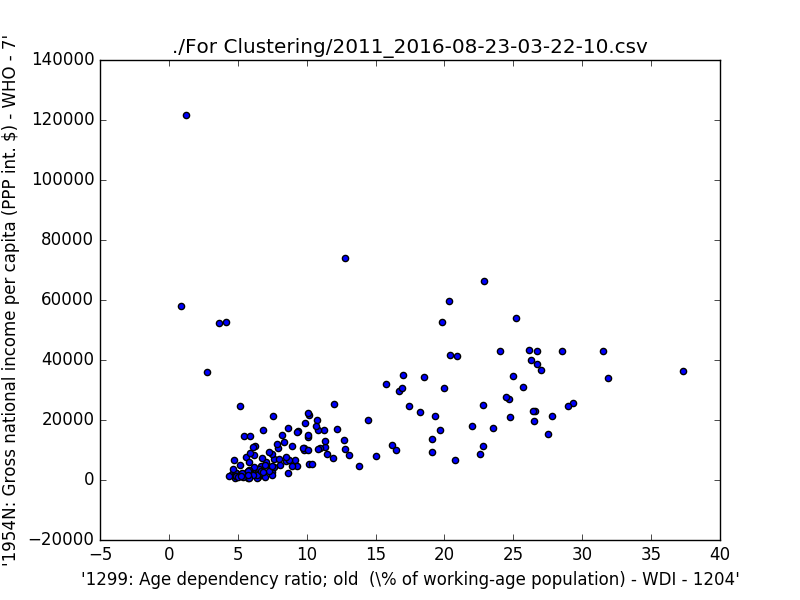 ./For Clustering/2011_2016-08-23-03-22-10.csv
'1954N: Gross national income per capita (PPP int. $) - WHO - 7'
140000
120000
100000
80000
60000
40000
20000
0
−20000
−5 0 5 10 15 20 25 30 35 40
'1299: Age dependency ratio; old  (\% of working-age population) - WDI - 1204'